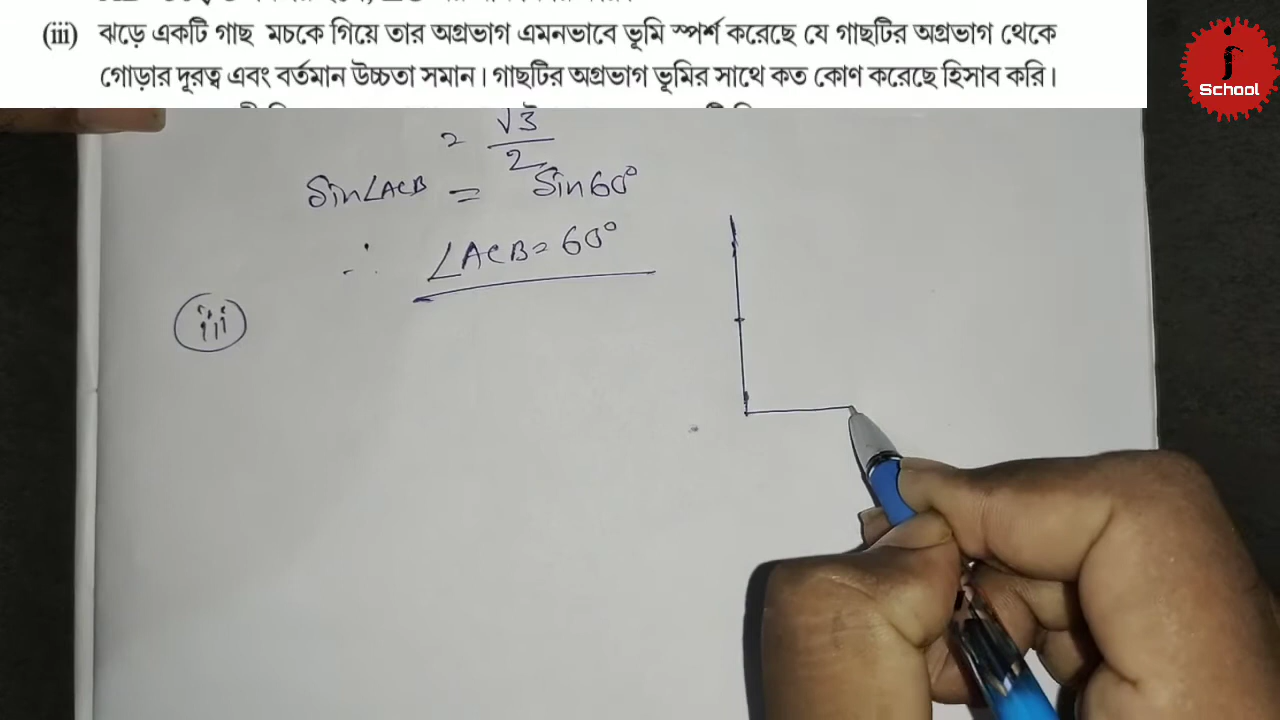 (iii) ঝড়ে একটি গাছ মচকে গিয়ে তার অগ্রভাগ এমনভাবে ভূমি স্পর্শ করেছে যে গাছটির অগ্রভাগ থেকে
গোড়ার দূরত্ব এবং বর্তমান উচ্চতা সমান। গাছটির অগ্রভাগ ভূমির সাথে কত কোণ করেছে হিসাব করি।
School
= √3/2
Sin∠ACB = Sin60°
∴ ∠ACB = 60°
iii